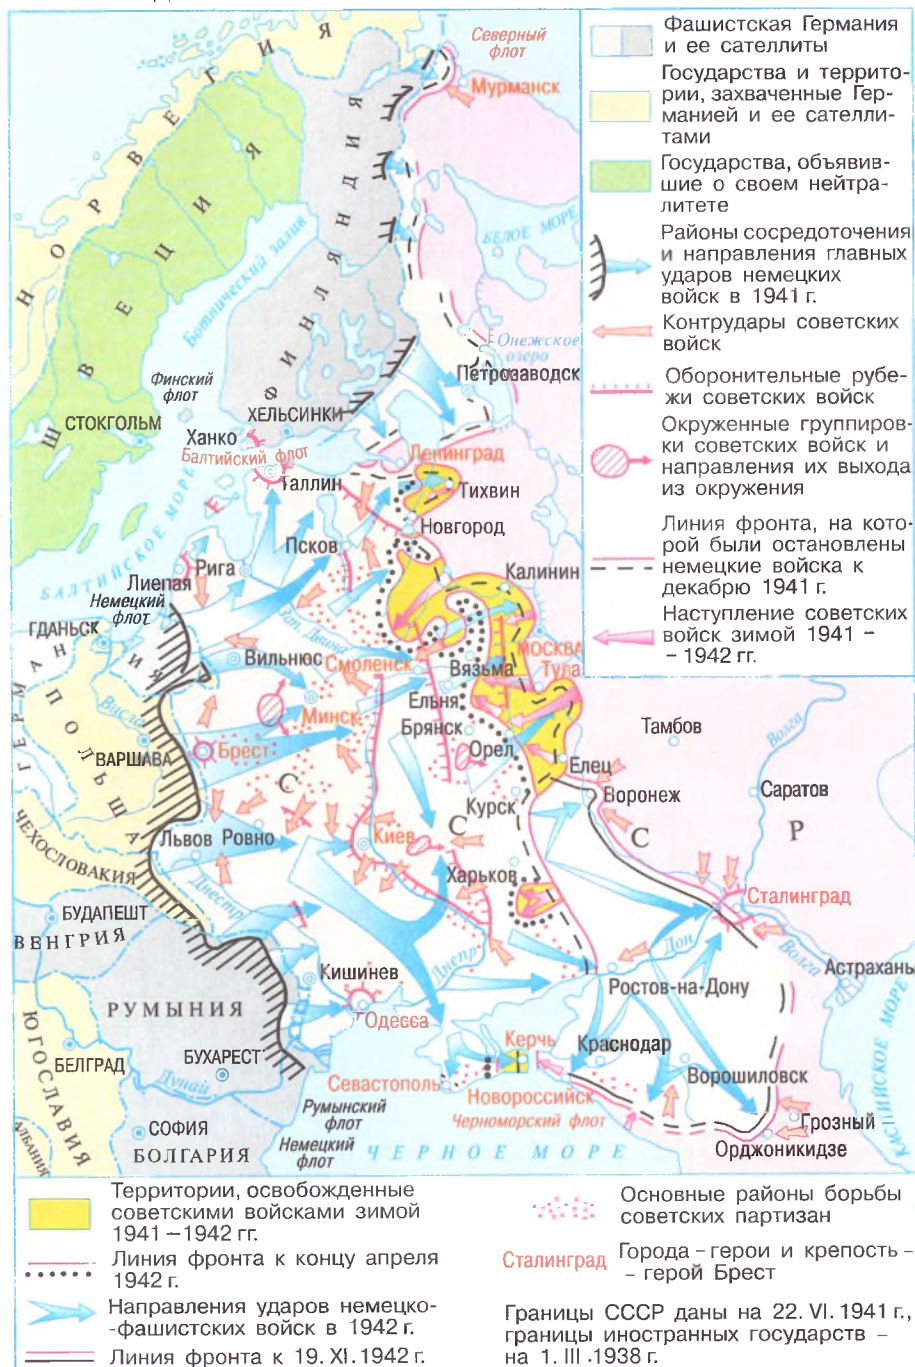 Фашистская Германия
и ее сателлиты
Государства и террито-
рии, захваченные Гер-
манией и ее сателли-
тами
Государства, объявив-
шие о своем нейтра-
литете
Районы сосредоточения
и направления главных
ударов немецких
войск в 1941 г.
Контрудары советских
войск
Оборонительные рубе-
жи советских войск
Окруженные группиров-
ки советских войск и
направления их выхода
из окружения
Линия фронта, на кото-
рой были остановлены
немецкие войска к
декабрю 1941 г.
Наступление советских
войск зимой 1941 –
– 1942 гг.
Северный
флот
Мурманск
НОРВЕГИЯ
ШВЕЦИЯ
ФИНЛЯНДИЯ
БЕЛОЕ МОРЕ
Ботнический залив
Онежское
озеро
Петрозаводск
Финский
флот
СТОКГОЛЬМ
ХЕЛЬСИНКИ
Ханко
Балтийский флот
Ленинград
Таллин
Тихвин
Новгород
БАЛТИЙСКОЕ МОРЕ
Псков
Рига
Калинин
Лиепая
Немецкий
флот
Зап. Двина
ГДАНЬСК
Вильнюс
Смоленск
МОСКВА
Вязьма
Тула
ГЕРМАНИЯ
ПОЛЬША
Висла
Минск
Ельня
Брянск
Тамбов
Волга
ВАРШАВА
Брест
Орел
Елец
С
Курск
Воронеж
Саратов
ЧЕХОСЛОВАКИЯ
Львов
Ровно
Киев
С
С
Р
Харьков
Сталинград
Днестр
БУДАПЕШТ
ВЕНГРИЯ
Днепр
Дон
Волга
Кишинев
Астрахань
РУМЫНИЯ
Одесса
Ростов-на-Дону
Керчь
Краснодар
ЮГОСЛАВИЯ
БЕЛГРАД
БУХАРЕСТ
Дунай
Севастополь
Новороссийск
Ворошиловск
КАСПИЙСКОЕ МОРЕ
Румынский
флот
Черноморский флот
Грозный
СОФИЯ
Немецкий
флот
ЧЕРНОЕ МОРЕ
Орджоникидзе
АЛБАНИЯ
БОЛГАРИЯ
Территории, освобожденные
советскими войсками зимой
1941 – 1942 гг.
Линия фронта к концу апреля
1942 г.
Направления ударов немецко-
-фашистских войск в 1942 г.
Линия фронта к 19. XI. 1942 г.
Основные районы борьбы
советских партизан
Сталинград
Города – герои и крепость –
– герой Брест
Границы СССР даны на 22. VI. 1941 г.,
границы иностранных государств –
на 1. III .1938 г.